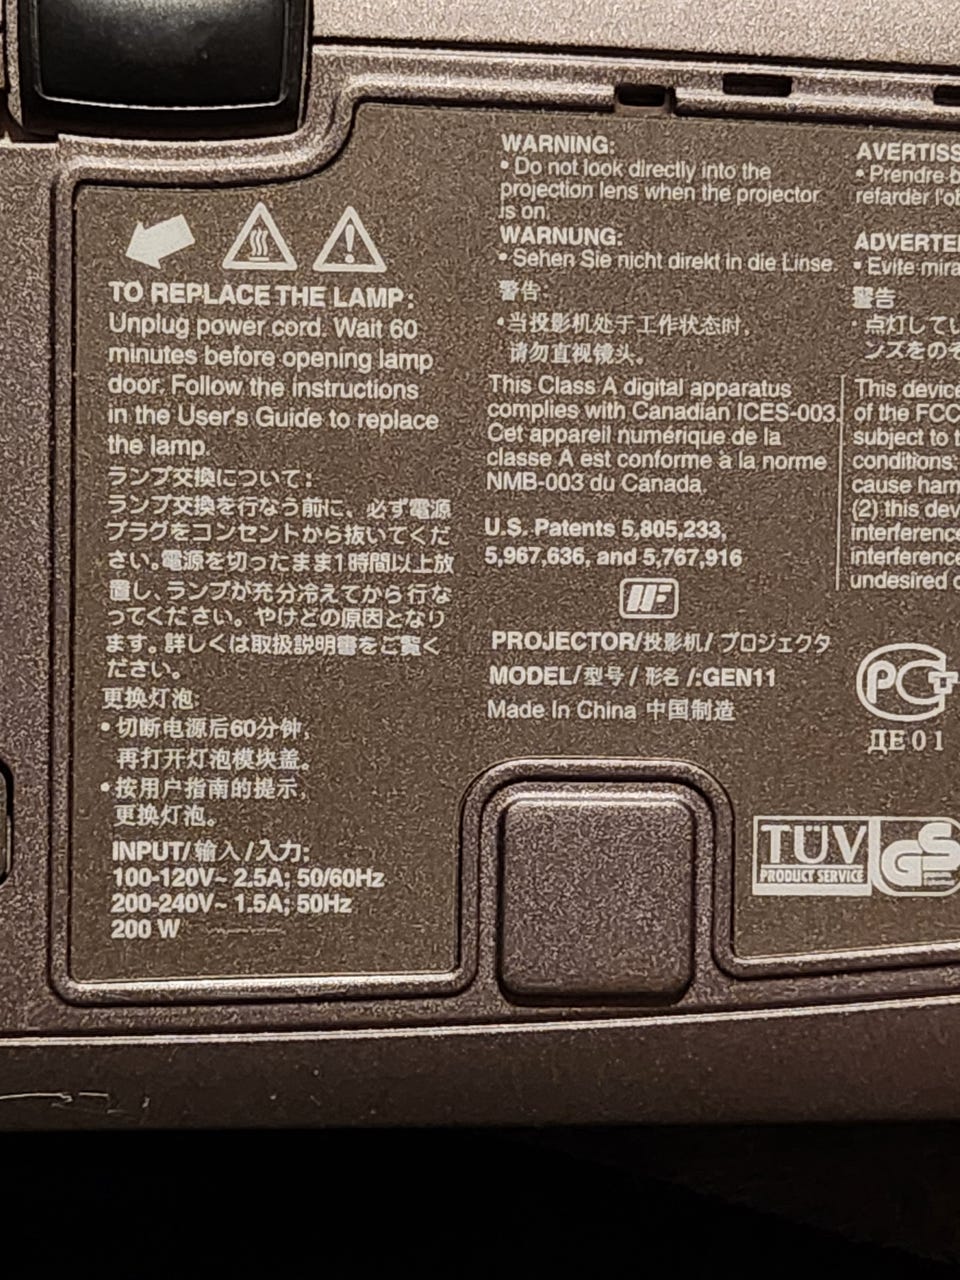 TO REPLACE THE LAMP:
Unplug power cord. Wait 60
minutes before opening lamp
door. Follow the instructions
in the User's Guide to replace
the lamp.
ランプ交換について:
ランプ交換を行なう前に、必ず電源
プラグをコンセントから抜いてくだ
さい。電源を切ったまま1時間以上放
置し、ランプが充分冷えてから行な
ってください。やけどの原因となり
ます。詳しくは取扱説明書をご覧く
ださい。
更换灯泡:
•切断电源后60分钟,
再打开灯泡模块盖。
•按用户指南的提示,
更换灯泡。
INPUT/输入/入力:
100-120V~ 2.5A; 50/60Hz
200-240V~ 1.5A; 50Hz
200 W
WARNING:
• Do not look directly into the
projection lens when the projector
is on.
WARNUNG:
• Sehen Sie nicht direkt in die Linse.
警告:
•当投影机处于工作状态时,
请勿直视镜头。
This Class A digital apparatus
complies with Canadian ICES-003.
Cet appareil numérique de la
classe A est conforme à la norme
NMB-003 du Canada.
U.S. Patents 5,805,233,
5,967,636, and 5,767,916
PROJECTOR/投影机/ プロジェクタ
MODEL/型号/ 形名 /:GEN11
Made In China 中国制造
AVERTISS
• Prendre
refarder l'o
ADVERTE
• Evite mira
警告
・点灯してい
ンズをのぞ
This device
of the FCC
subject to
conditions:
cause harm
(2) this dev
interference
interference
undesired
PCT
ДЕ01
TÜV
PRODUCT SERVICE
GS